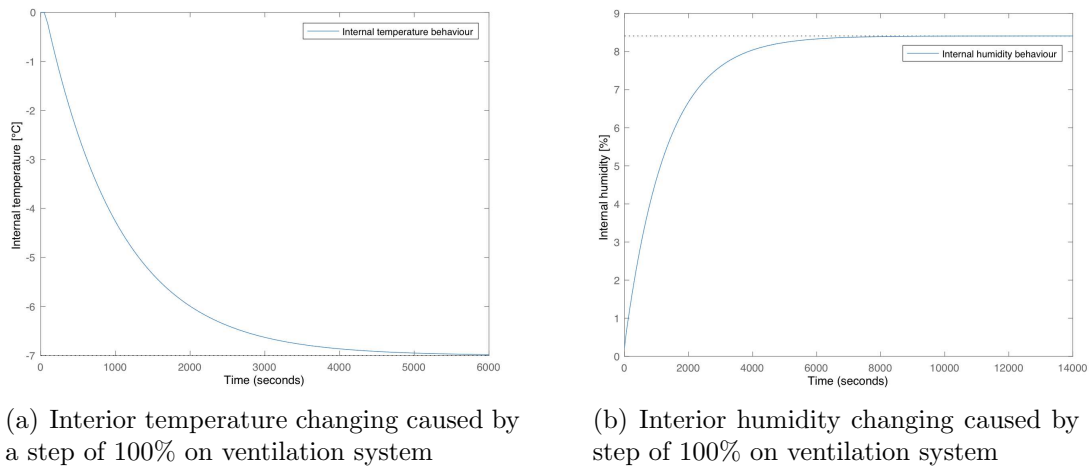 0
-1
-2
-3
-4
-5
-6
-7
Internal temperature [°C]
Internal temperature behaviour
0 1000 2000 3000 4000 5000 6000
Time (seconds)
9
8
7
6
5
4
3
2
1
0
Internal humidity [%]
Internal humidity behaviour
0 2000 4000 6000 8000 10000 12000 14000
Time (seconds)
(a) Interior temperature changing caused by
a step of 100% on ventilation system
(b) Interior humidity changing caused by
step of 100% on ventilation system